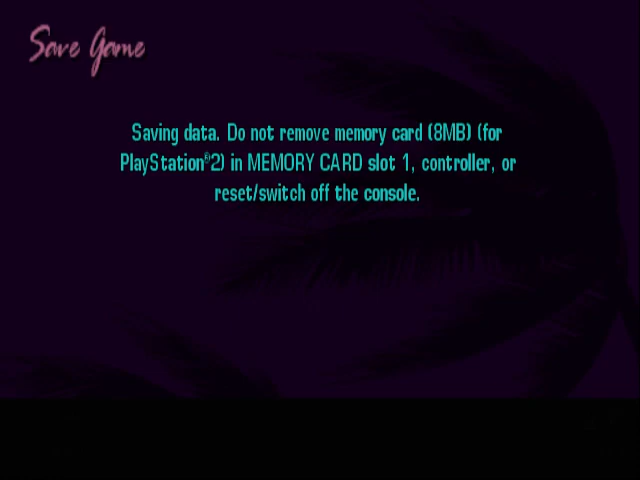 Save Game
Saving data. Do not remove memory card (8MB) (for
PlayStation®2) in MEMORY CARD slot 1, controller, or
reset/switch off the console.